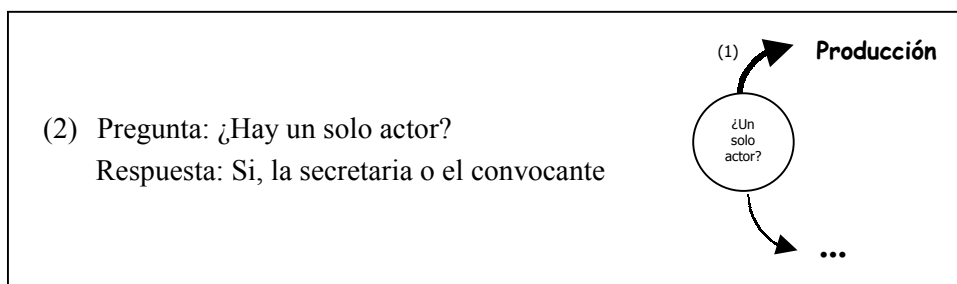 (2) Pregunta: ¿Hay un solo actor?
Respuesta: Si, la secretaria o el convocante
(1)
Producción
¿Un
solo
actor?
...